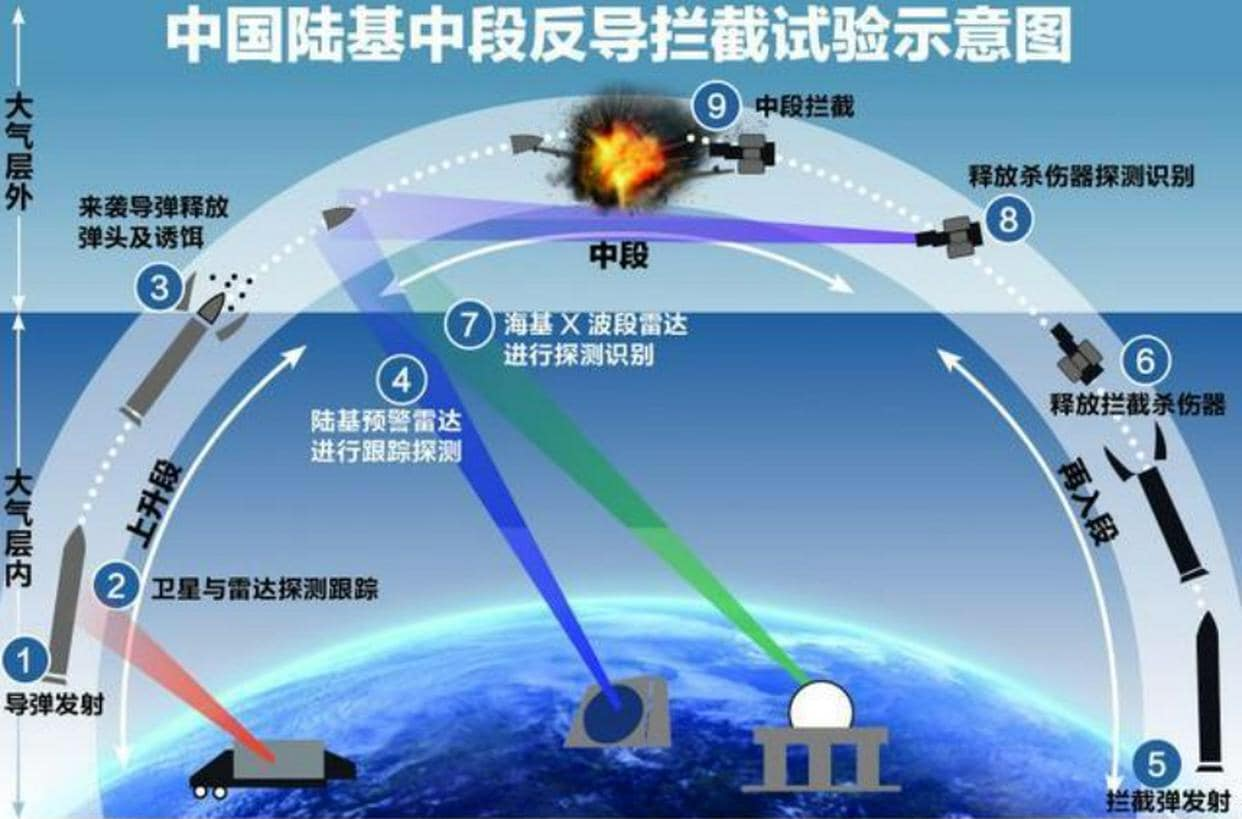 中国陆基中段反导拦截试验示意图
大气层外
9
中段拦截
释放杀伤器探测识别
8
来袭导弹释放
弹头及诱饵
3
中段
7
海基 X 波段雷达
进行探测识别
4
陆基预警雷达
进行跟踪探测
6
释放拦截杀伤器
上升段
再入段
大气层内
2
卫星与雷达探测跟踪
1
导弹发射
5
拦截弹发射